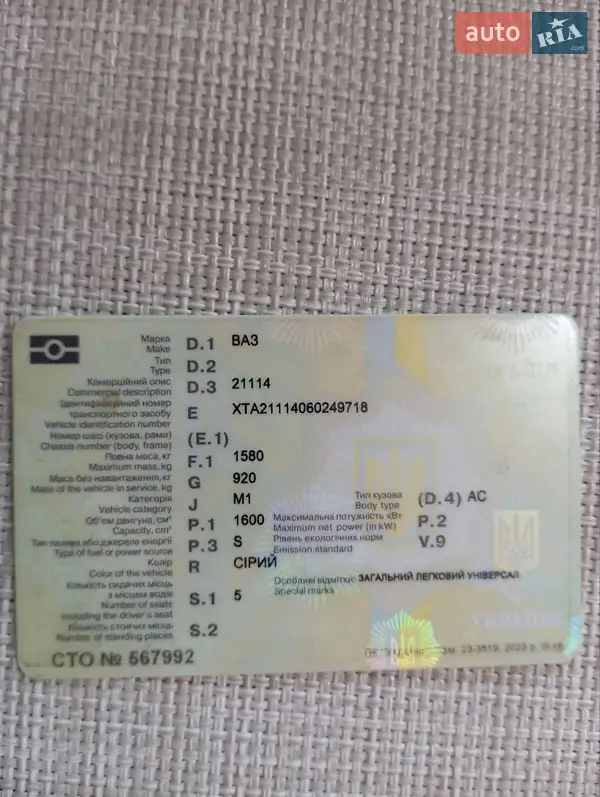 auto RIA .com
Марка
Make D.1 ВАЗ
Тип
Type D.2
Комерційний опис
Commercial description D.3 21114
Ідентифікаційний номер
транспортного засобу E XTA21114060249718
Vehicle identification number
Номер шасі (кузова, рами) (E.1)
Chassis number (body, frame)
Повна маса, кг F.1 1580
Maximum mass, kg
Маса без навантаження, кг G 920
Mass of the vehicle in service, kg
Категорія J M1 Тип кузова (D.4) АС
Vehicle category Body type
Об'єм двигуна, см³ P.1 1600 Максимальна потужність кВт P.2
Capacity, cm³ Maximum net power (in kW)
Тип палива або джерела енергії P.3 S Рівень екологічних норм V.9
Type of fuel or power source Emission standard
Колір R СІРИЙ
Color of the vehicle Особливі відмітки: ЗАГАЛЬНИЙ ЛЕГКОВИЙ УНІВЕРСАЛ
Кількість сидячих місць Special marks
з місцем водія S.1 5
Number of seats
including the driver's seat
Кількість стоячих місць S.2
Number of standing places
УКРАЇНА
СТО № 567992